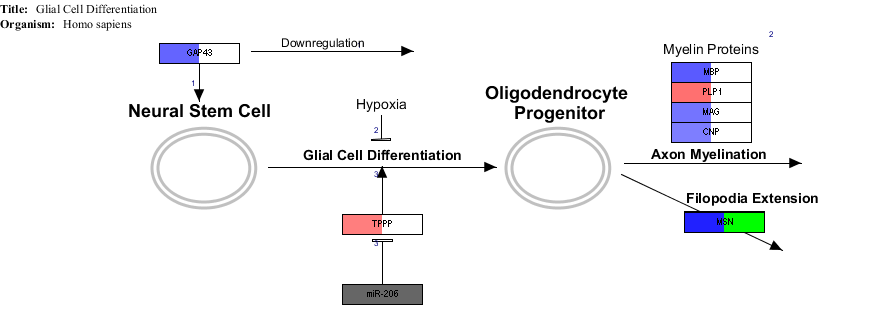 Title: Glial Cell Differentiation
Organism: Homo sapiens
2
GAP43
Downregulation
Myelin Proteins
1
MBP
PLP1
MAG
CNP
Neural Stem Cell
Hypoxia
Oligodendrocyte
Progenitor
2
Glial Cell Differentiation
Axon Myelination
3
Filopodia Extension
TPPP
MSN
3
miR-206